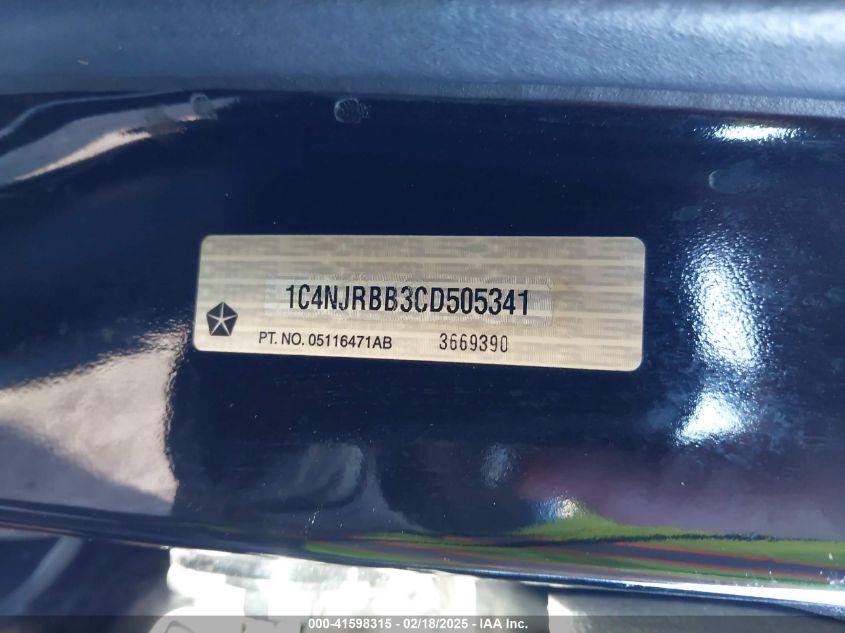 1C4NJRBB3CD505341
PT. NO. 05116471AB 3669390
000-41598315 - 02/18/2025 - IAA Inc.